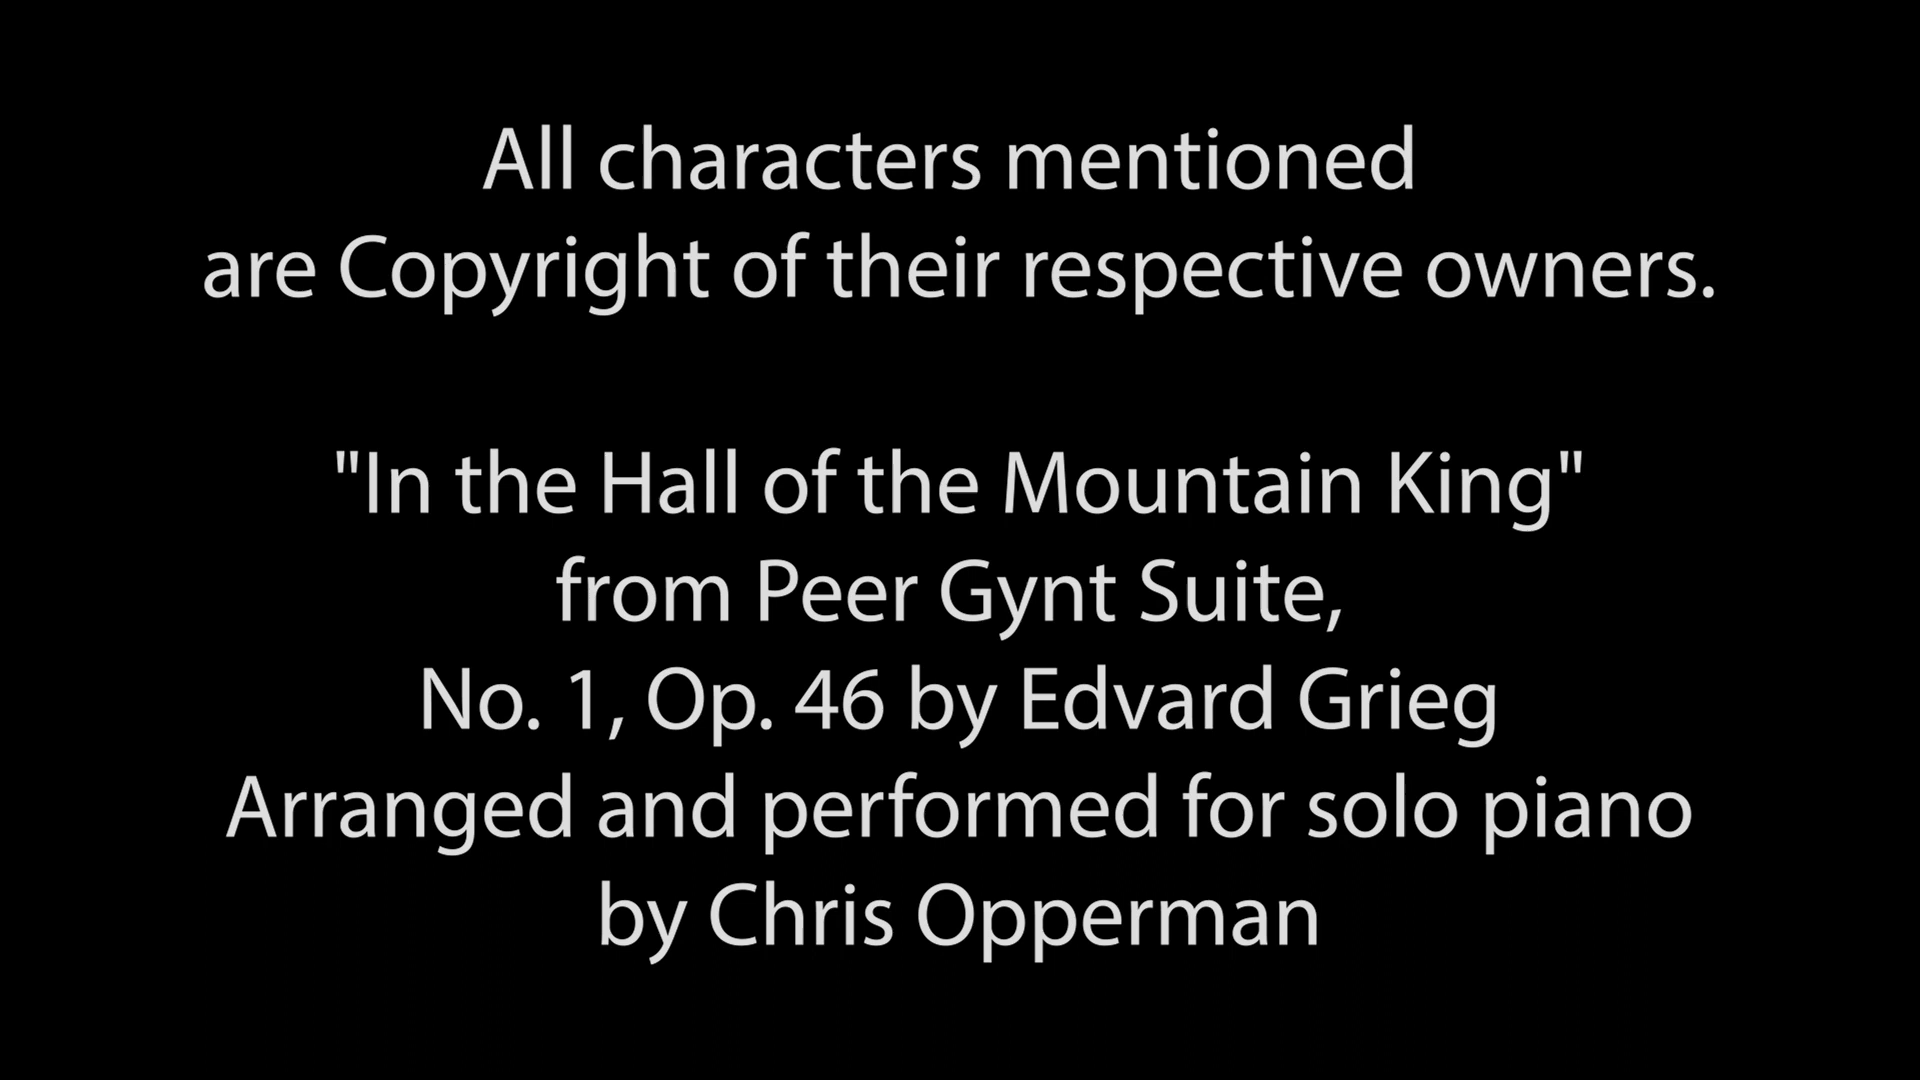 All characters mentioned
are Copyright of their respective owners.
"In the Hall of the Mountain King"
from Peer Gynt Suite,
No. 1, Op. 46 by Edvard Grieg
Arranged and performed for solo piano
by Chris Opperman